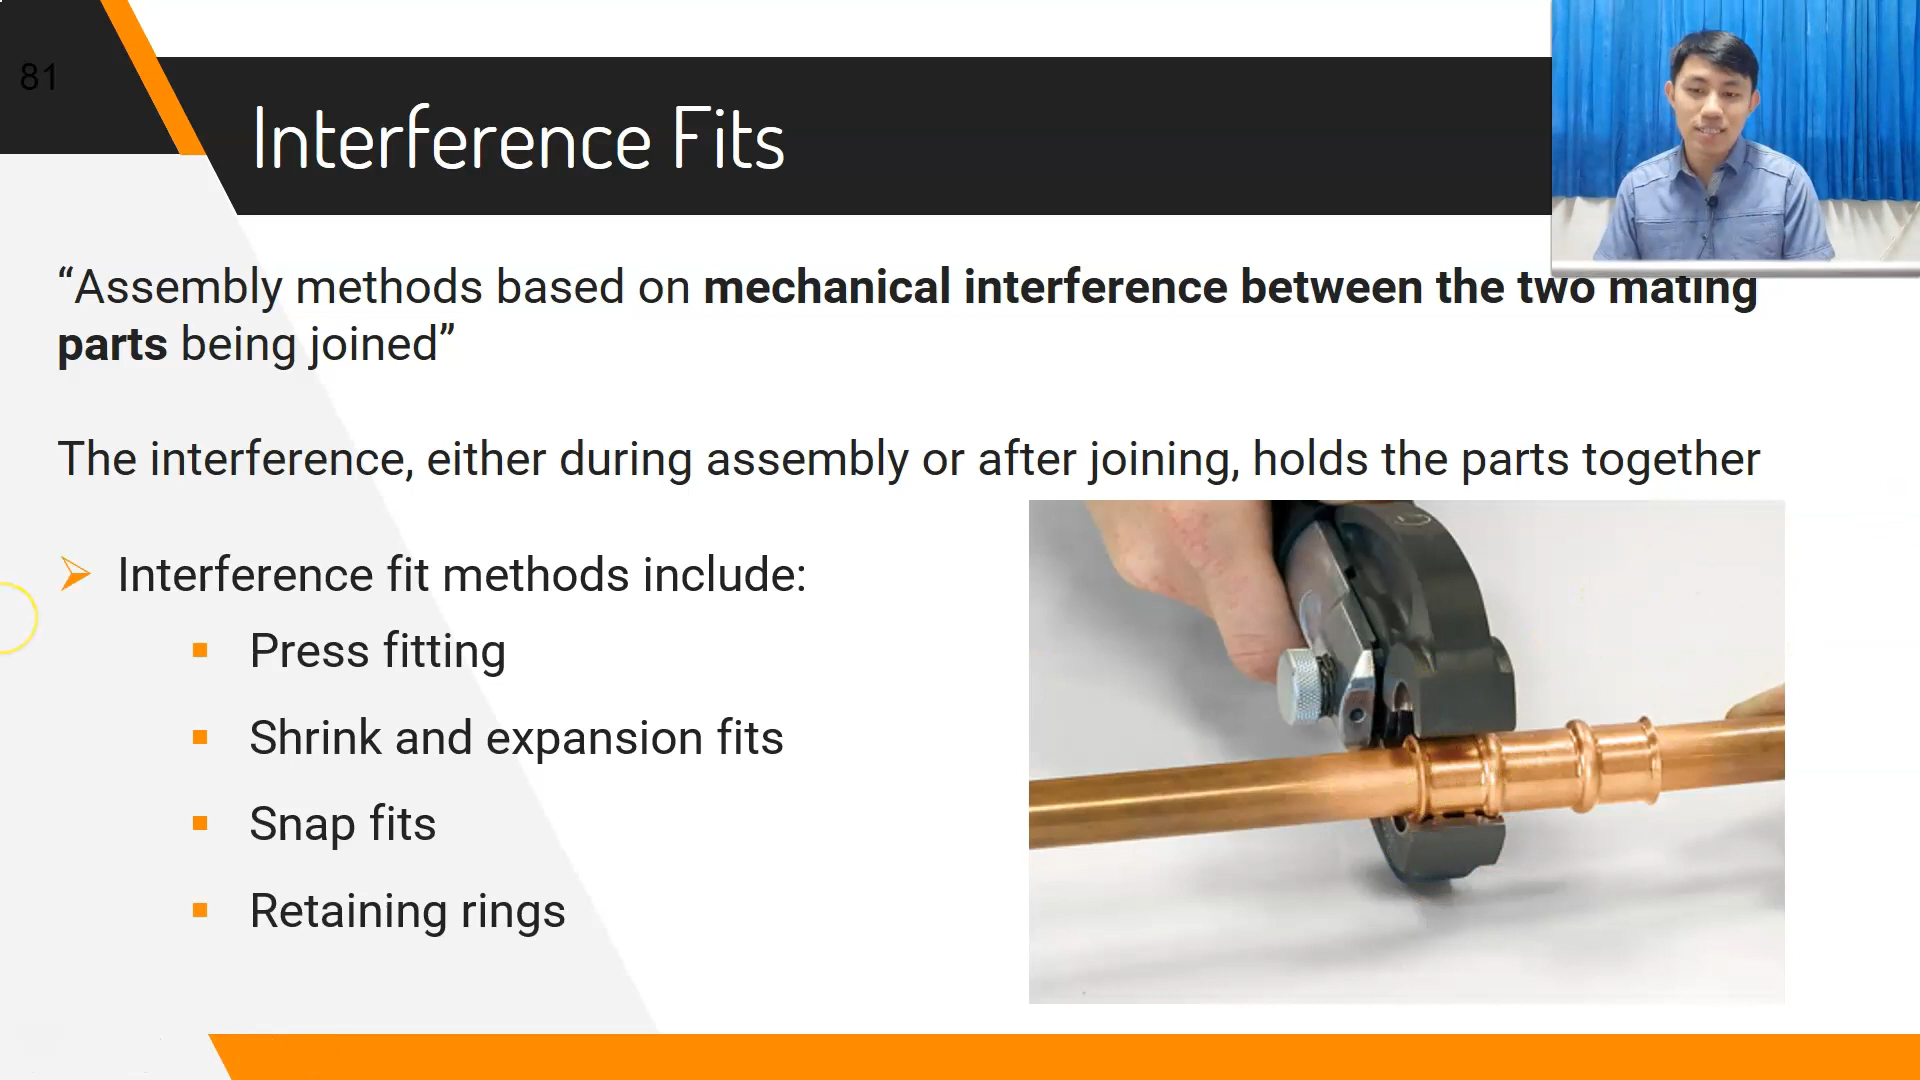 81
Interference Fits
“Assembly methods based on mechanical interference between the two mating
parts being joined”
The interference, either during assembly or after joining, holds the parts together
Interference fit methods include:
Press fitting
Shrink and expansion fits
Snap fits
Retaining rings